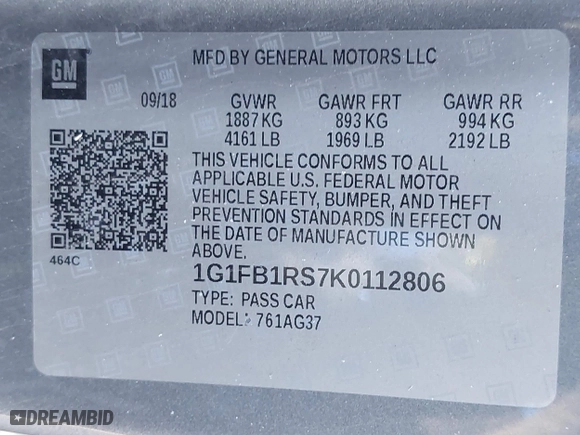 GM
MFD BY GENERAL MOTORS LLC
09/18 GVWR GAWR FRT GAWR RR
1887 KG 893 KG 994 KG
4161 LB 1969 LB 2192 LB
THIS VEHICLE CONFORMS TO ALL
APPLICABLE U.S. FEDERAL MOTOR
VEHICLE SAFETY, BUMPER, AND THEFT
PREVENTION STANDARDS IN EFFECT ON
THE DATE OF MANUFACTURE SHOWN
ABOVE.
464C
1G1FB1RS7K0112806
TYPE: PASS CAR
MODEL: 761AG37
DREAMBID